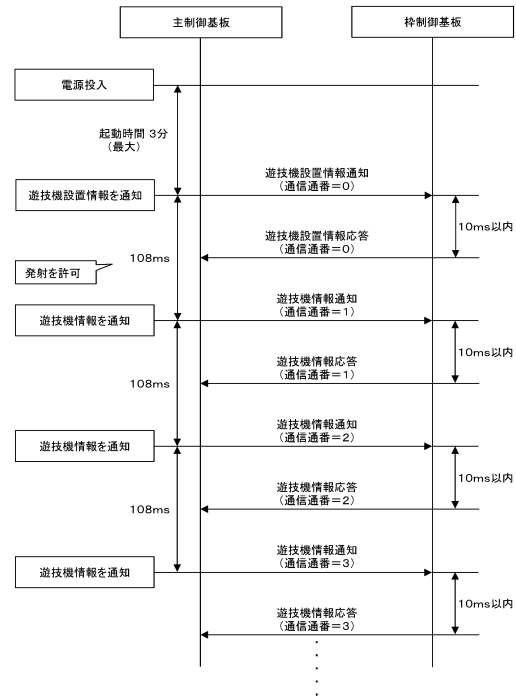 主制御基板
枠制御基板
電源投入
起動時間 3分
（最大）
遊技機設置情報通知
（通信通番＝0）
遊技機設置情報を通知
10ms以内
遊技機設置情報応答
（通信通番＝0）
108ms
発射を許可
遊技機情報通知
（通信通番＝1）
遊技機情報を通知
10ms以内
遊技機情報応答
（通信通番＝1）
108ms
遊技機情報通知
（通信通番＝2）
遊技機情報を通知
10ms以内
遊技機情報応答
（通信通番＝2）
108ms
遊技機情報通知
（通信通番＝3）
遊技機情報を通知
10ms以内
遊技機情報応答
（通信通番＝3）